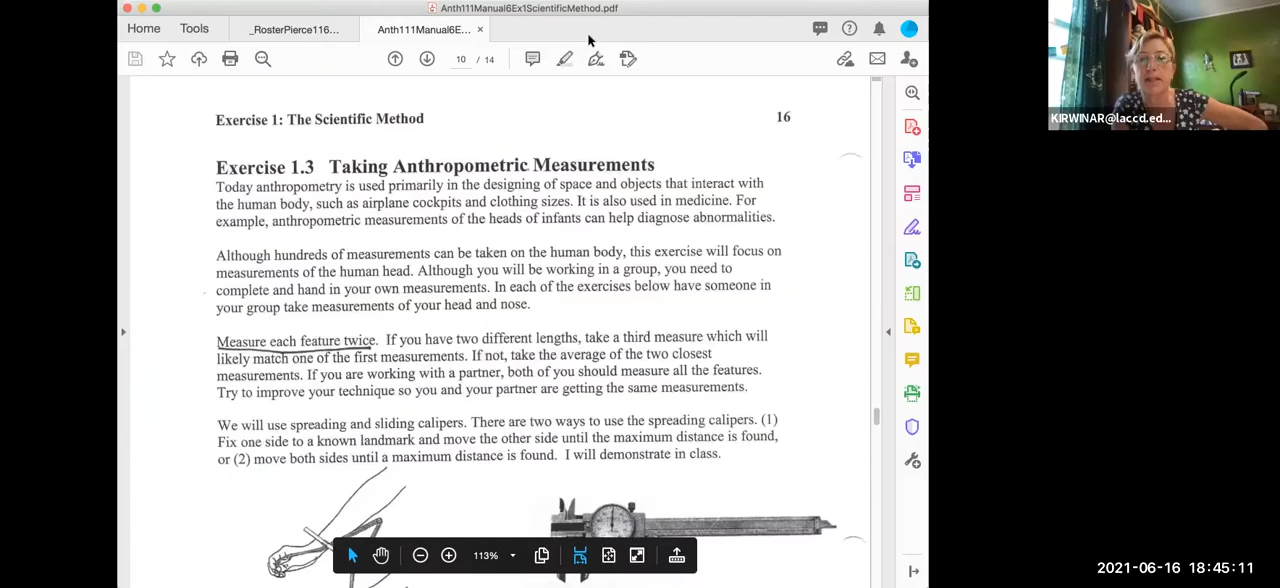 Anth111Manual6Ex1ScientificMethod.pdf
Home Tools _RosterPierce116... Anth111Manual6E... ×
10 / 14
KIRWINAR@laccd.ed...
Exercise 1: The Scientific Method 16
Exercise 1.3 Taking Anthropometric Measurements
Today anthropometry is used primarily in the designing of space and objects that interact with
the human body, such as airplane cockpits and clothing sizes. It is also used in medicine. For
example, anthropometric measurements of the heads of infants can help diagnose abnormalities.
Although hundreds of measurements can be taken on the human body, this exercise will focus on
measurements of the human head. Although you will be working in a group, you need to
complete and hand in your own measurements. In each of the exercises below have someone in
your group take measurements of your head and nose.
Measure each feature twice. If you have two different lengths, take a third measure which will
likely match one of the first measurements. If not, take the average of the two closest
measurements. If you are working with a partner, both of you should measure all the features.
Try to improve your technique so you and your partner are getting the same measurements.
We will use spreading and sliding calipers. There are two ways to use the spreading calipers. (1)
Fix one side to a known landmark and move the other side until the maximum distance is found,
or (2) move both sides until a maximum distance is found. I will demonstrate in class.
113%
2021-06-16 18:45:11